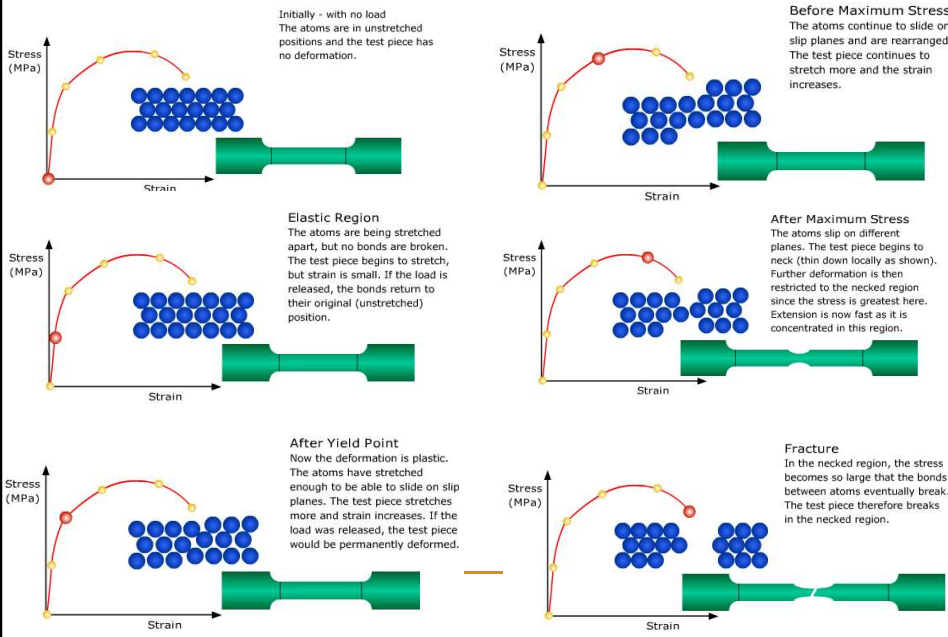 Initially - with no load
The atoms are in unstretched
positions and the test piece has
no deformation.
Stress
(MPa)
Strain
Before Maximum Stress
The atoms continue to slide on
slip planes and are rearranged.
The test piece continues to
stretch more and the strain
increases.
Stress
(MPa)
Strain
Elastic Region
The atoms are being stretched
apart, but no bonds are broken.
The test piece begins to stretch,
but strain is small. If the load is
released, the bonds return to
their original (unstretched)
position.
Stress
(MPa)
Strain
After Maximum Stress
The atoms slip on different
planes. The test piece begins to
neck (thin down locally as shown).
Further deformation is then
restricted to the necked region
since the stress is greatest here.
Extension is now fast as it is
concentrated in this region.
Stress
(MPa)
Strain
After Yield Point
Now the deformation is plastic.
The atoms have stretched
enough to be able to slide on slip
planes. The test piece stretches
more and strain increases. If the
load was released, the test piece
would be permanently deformed.
Stress
(MPa)
Strain
Fracture
In the necked region, the stress
becomes so large that the bonds
between atoms eventually break.
The test piece therefore breaks
in the necked region.
Stress
(MPa)
Strain